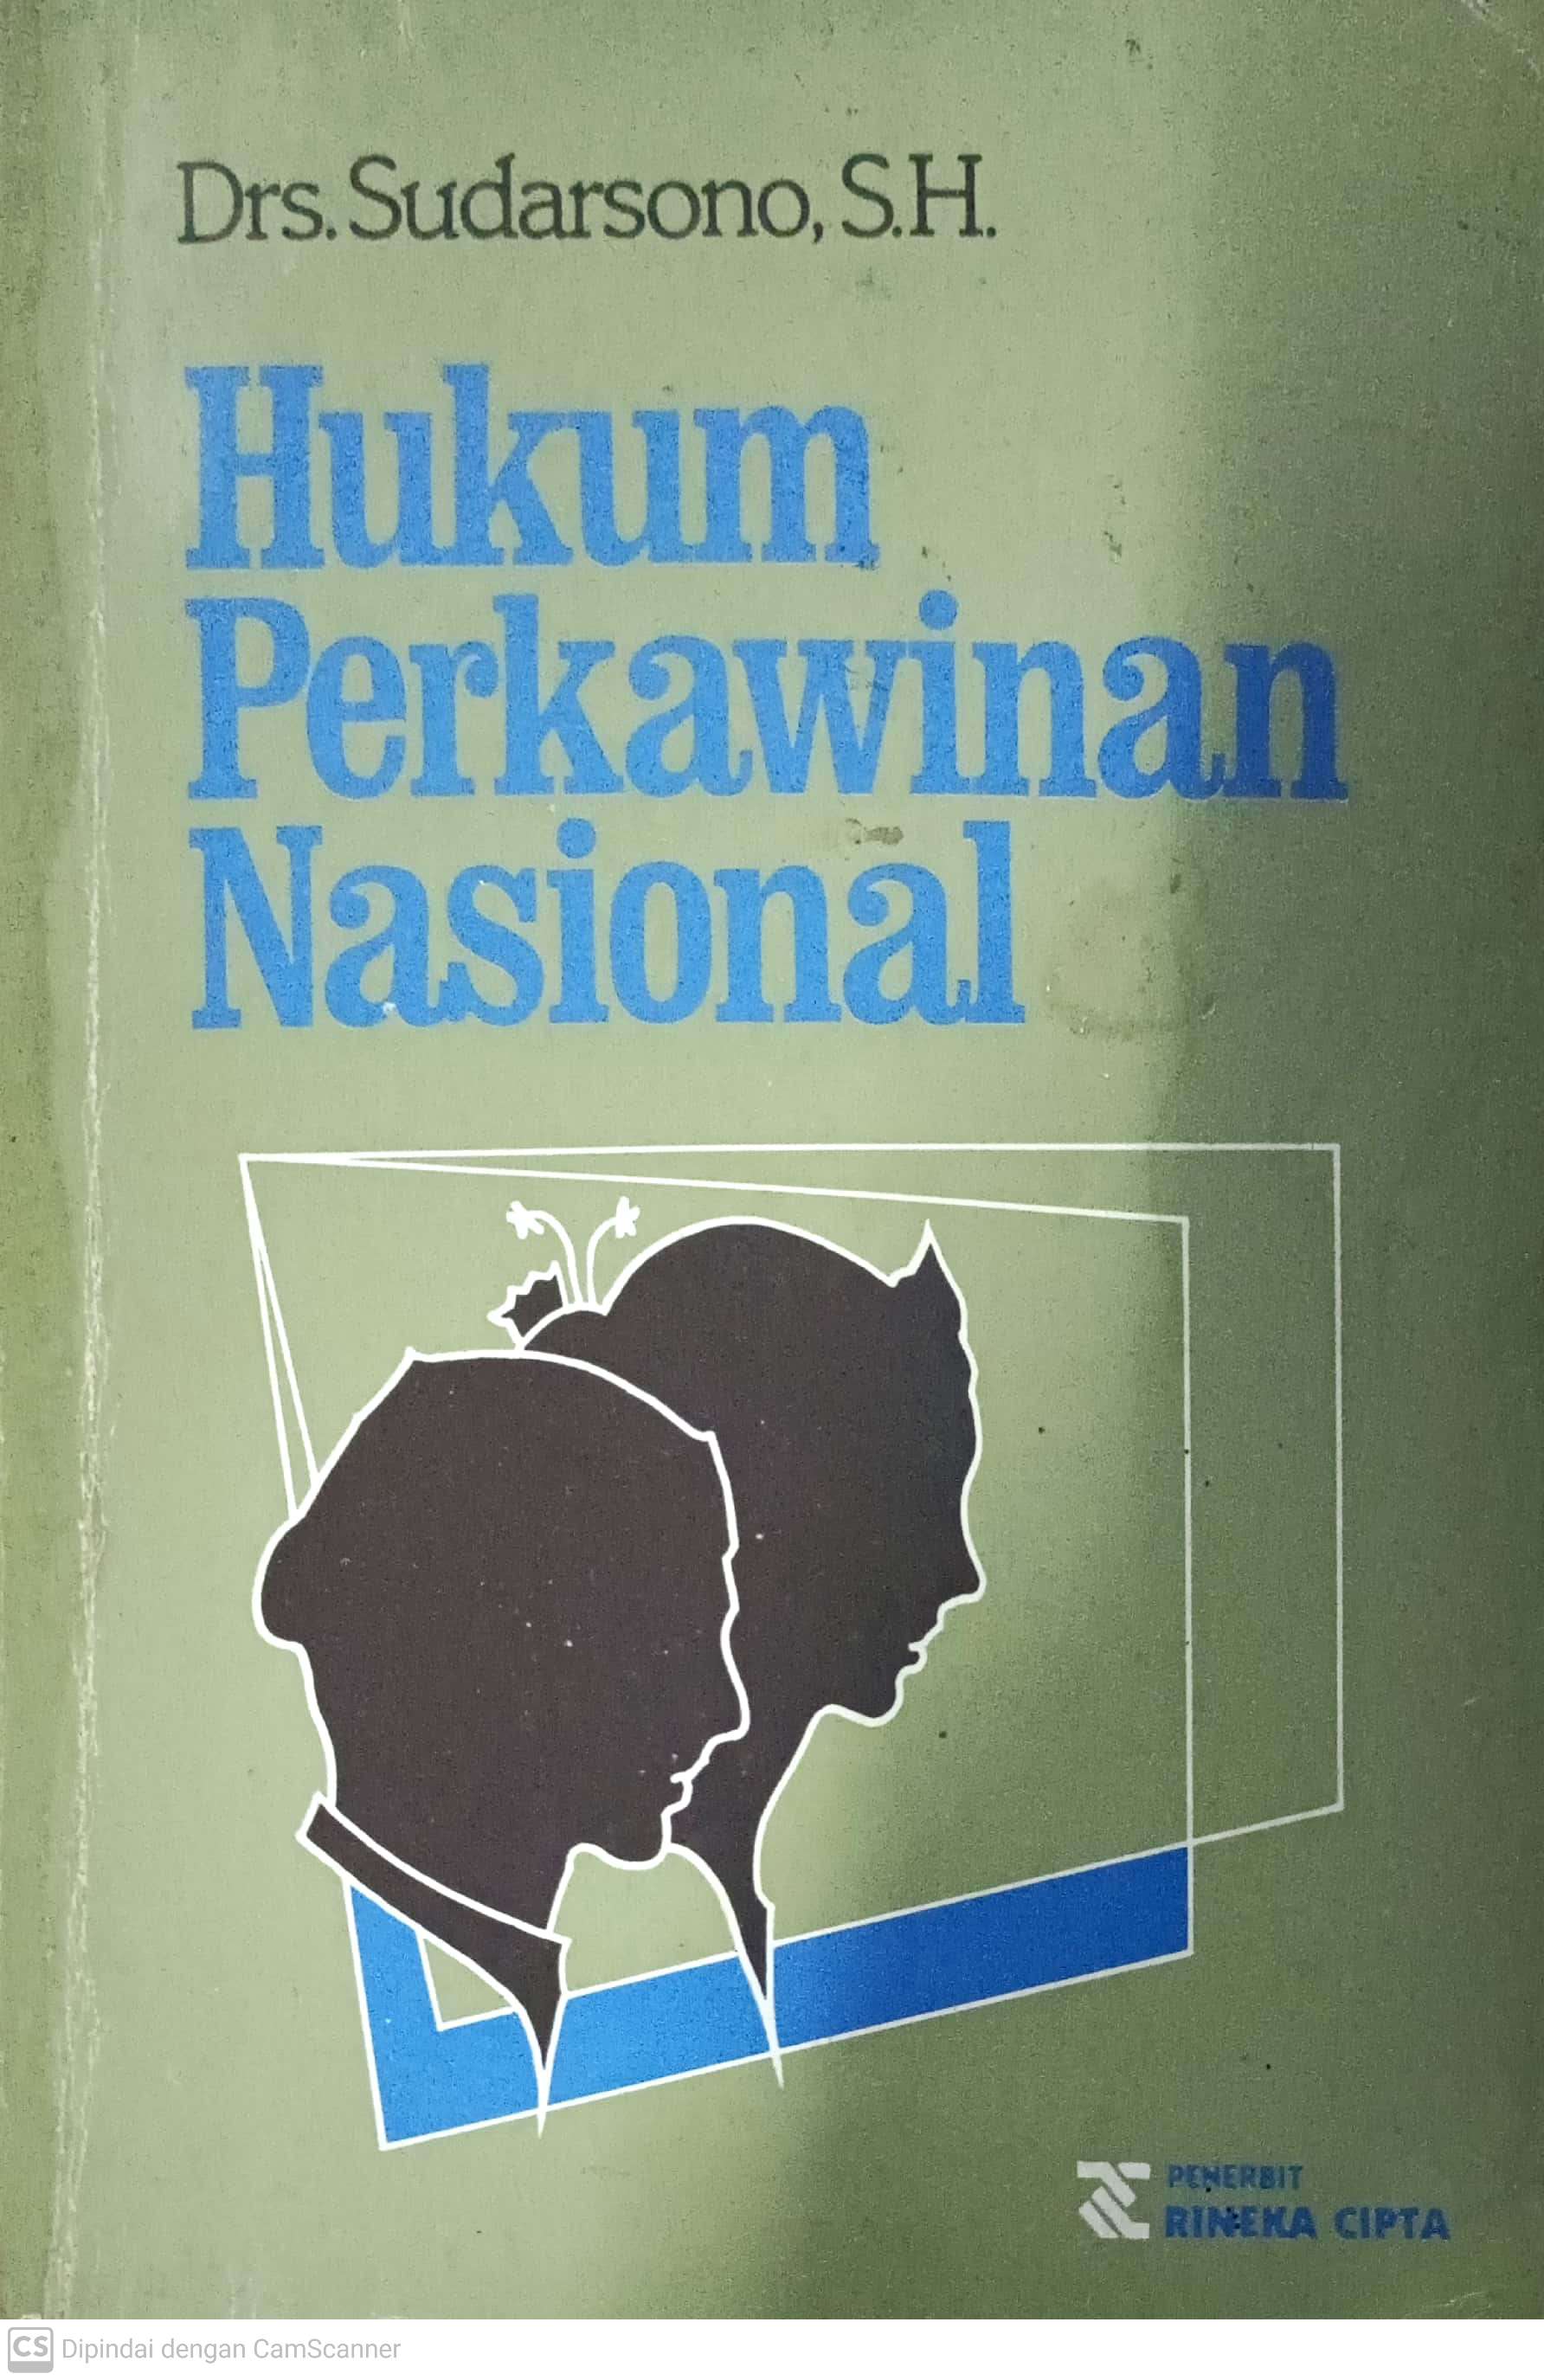 Drs. Sudarsono, S.H.
Hukum
Perkawinan
Nasional
PENERBIT
RINEKA CIPTA
CS Dipindai dengan CamScanner